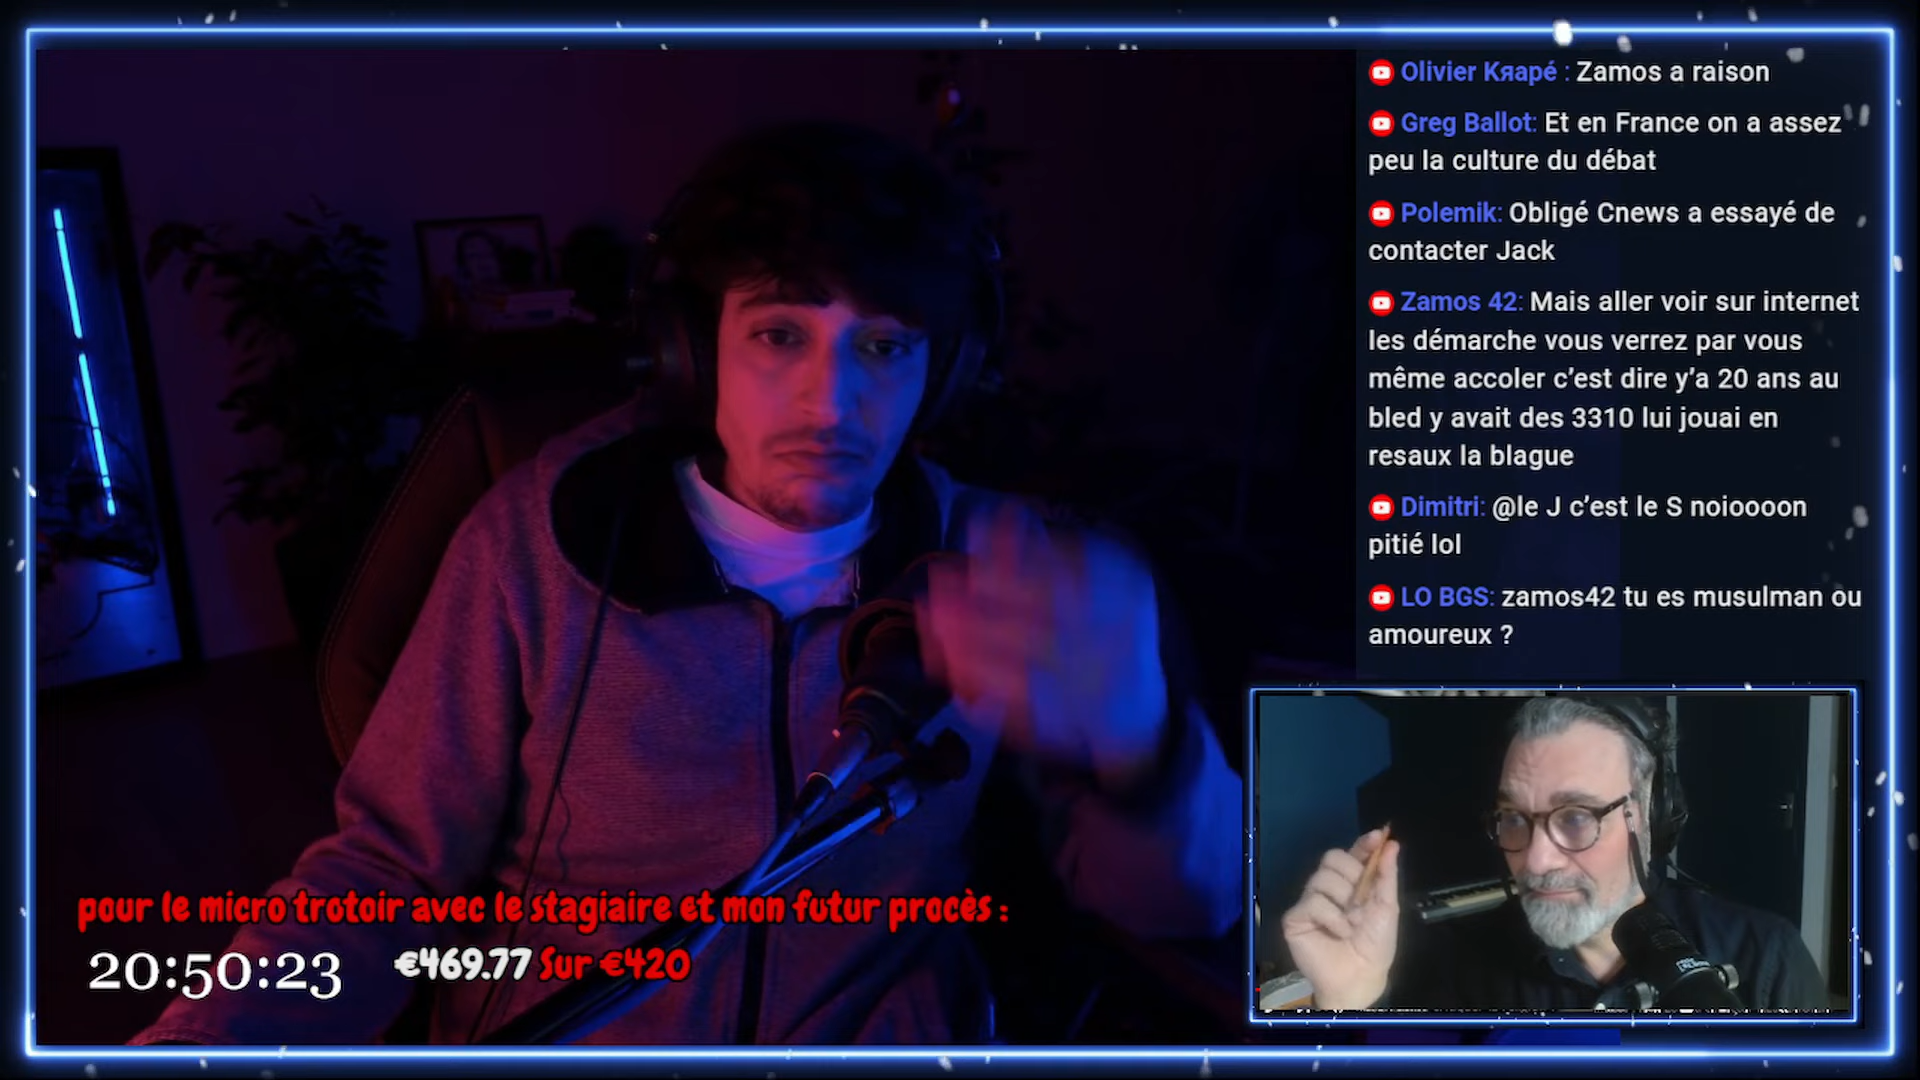 Olivier Kяapé : Zamos a raison
Greg Ballot: Et en France on a assez
peu la culture du débat
Polemik: Obligé Cnews a essayé de
contacter Jack
Zamos 42: Mais aller voir sur internet
les démarche vous verrez par vous
même accoler c’est dire y’a 20 ans au
bled y avait des 3310 lui jouai en
resaux la blague
Dimitri: @le J c’est le S noioooon
pitié lol
LO BGS: zamos42 tu es musulman ou
amoureux ?
pour le micro trotoir avec le stagiaire et mon futur procès :
20:50:23 €469.77 Sur €420